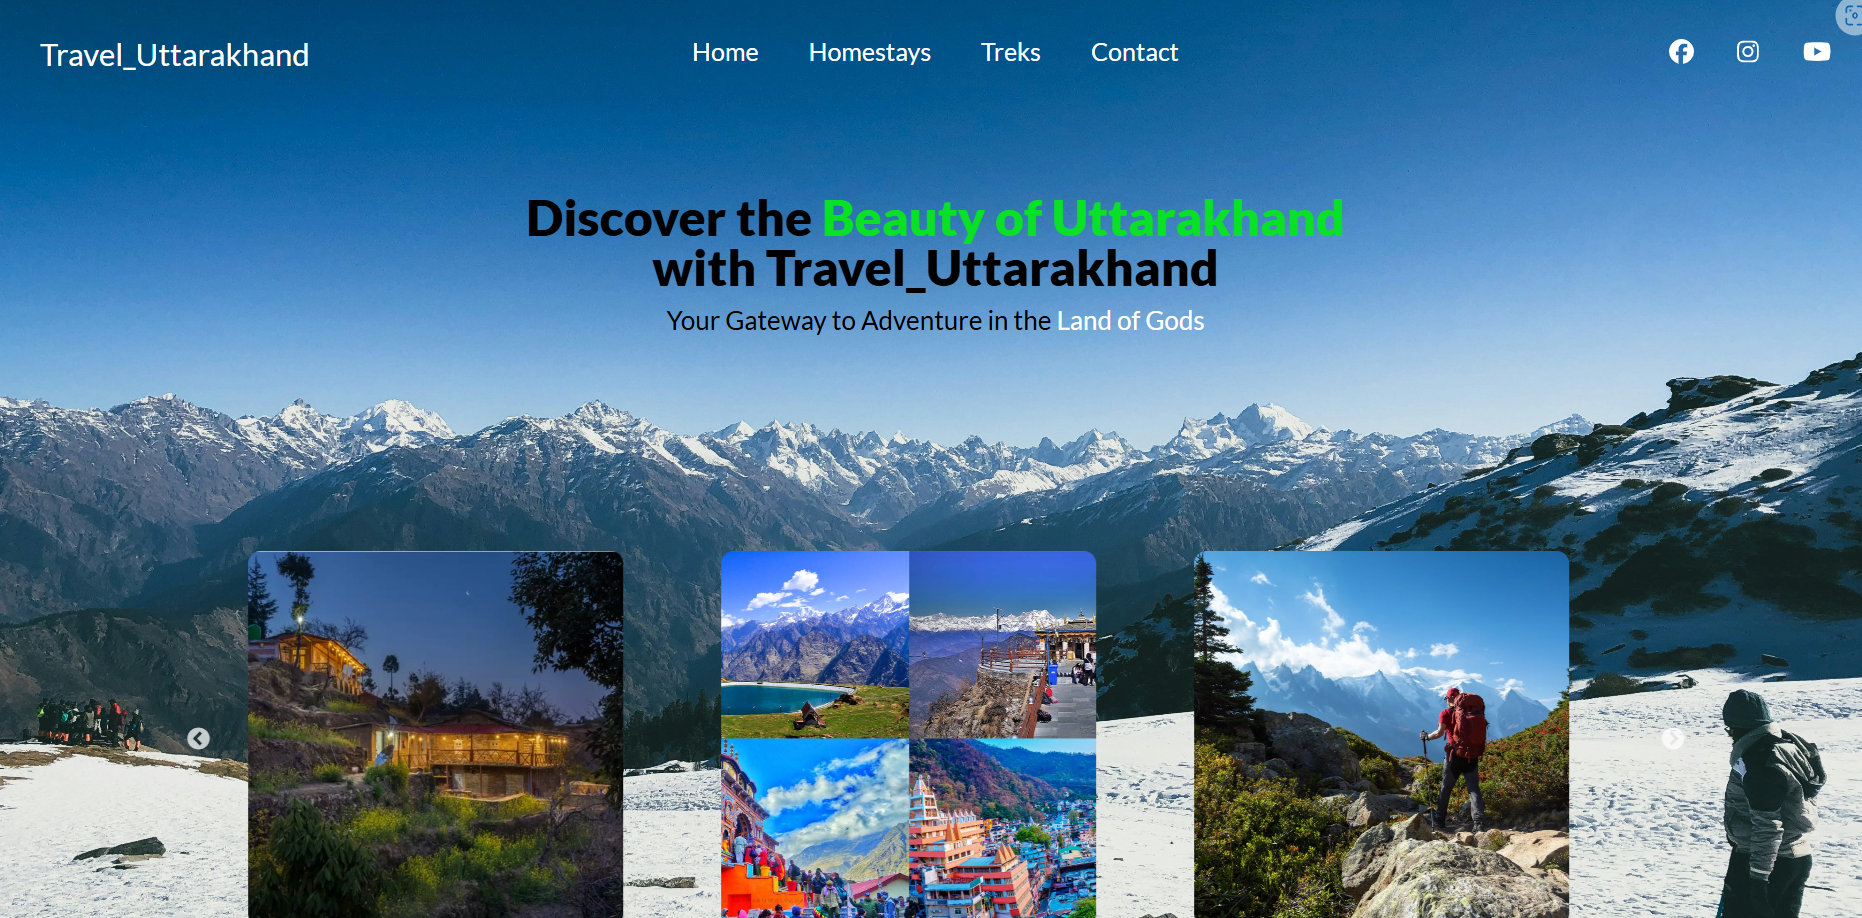 Travel_Uttarakhand
Home Homestays Treks Contact
Discover the Beauty of Uttarakhand
with Travel_Uttarakhand
Your Gateway to Adventure in the Land of Gods